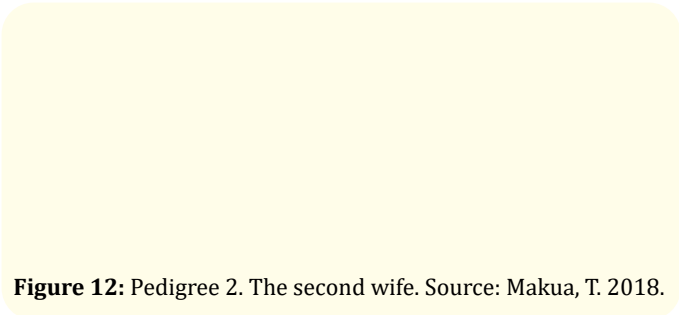 Figure 12: Pedigree 2. The second wife. Source: Makua, T. 2018.